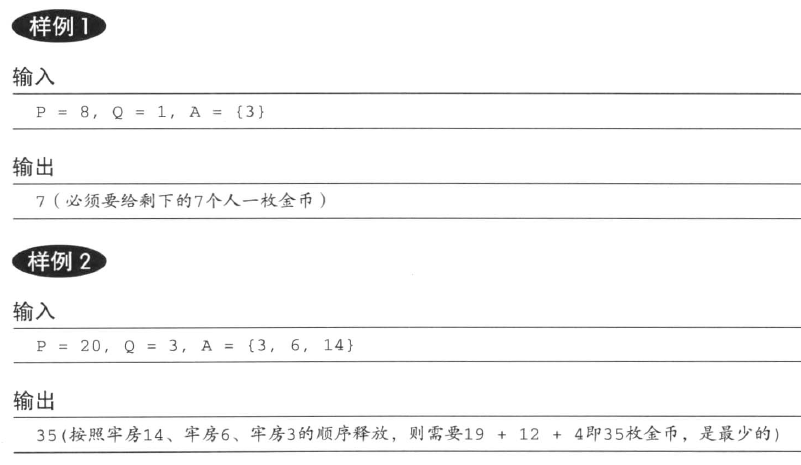 样例 1
输入
P = 8, Q = 1, A = {3}
输出
7（必须要给剩下的7个人一枚金币）
样例 2
输入
P = 20, Q = 3, A = {3, 6, 14}
输出
35(按照牢房14、牢房6、牢房3的顺序释放，则需要19 + 12 + 4即35枚金币，是最少的)